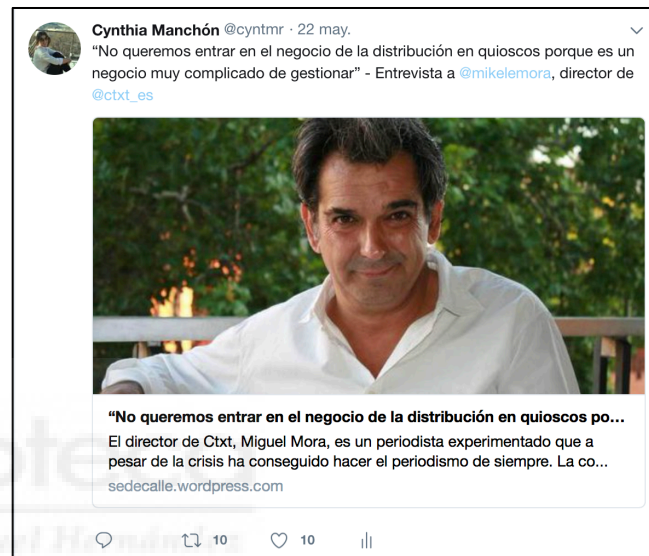 Cynthia Manchón @cyntmr · 22 may.
“No queremos entrar en el negocio de la distribución en quioscos porque es un
negocio muy complicado de gestionar” - Entrevista a @mikelemora, director de
@ctxt_es
“No queremos entrar en el negocio de la distribución en quioscos po...
El director de Ctxt, Miguel Mora, es un periodista experimentado que a
pesar de la crisis ha conseguido hacer el periodismo de siempre. La co...
sedecalle.wordpress.com
10 10